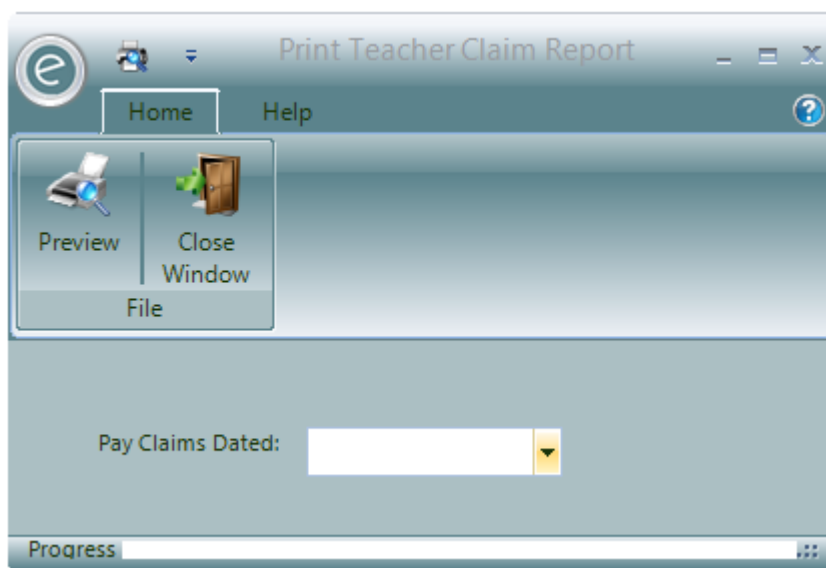 e
Print Teacher Claim Report
Home Help
?
Preview
Close
Window
File
Pay Claims Dated:
Progress